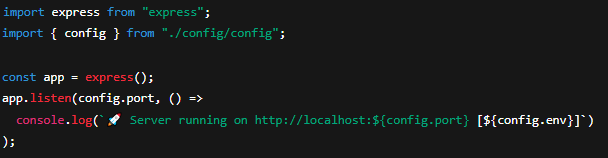 import express from "express";
import { config } from "./config/config";
const app = express();
app.listen(config.port, () =>
console.log(`🚀 Server running on http://localhost:${config.port} [${config.env}]`)
);